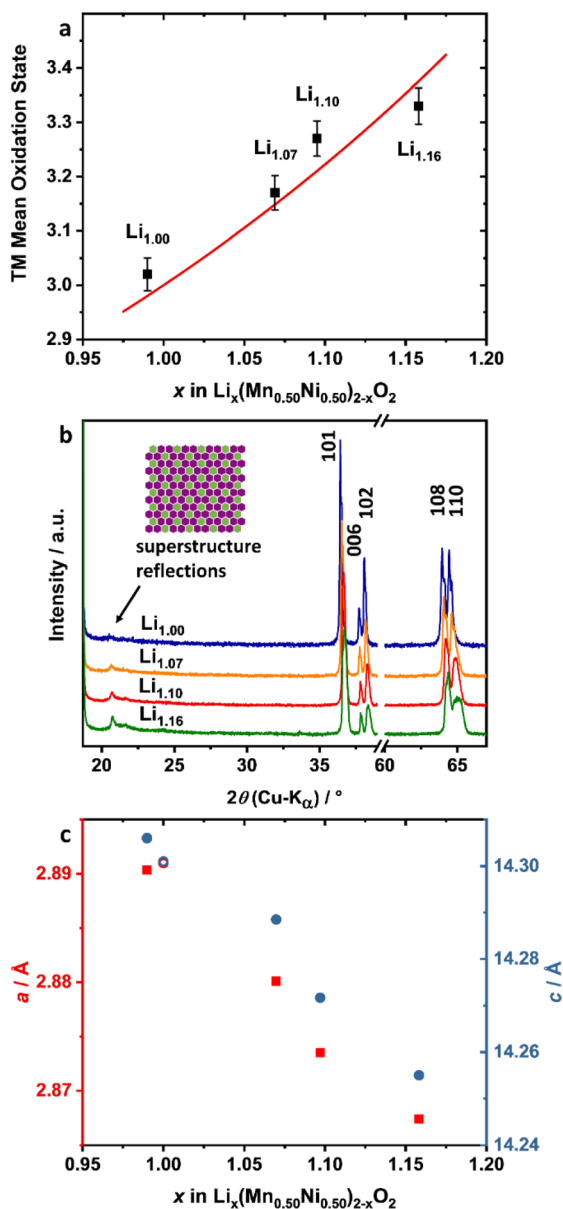 a
TM Mean Oxidation State
3.4
3.3
3.2
3.1
3.0
2.9
Li1.00
Li1.07
Li1.10
Li1.16
0.95 1.00 1.05 1.10 1.15 1.20
x in Lix(Mn0.50Ni0.50)2-xO2
b
Intensity / a.u.
superstructure
reflections
101
006
102
108
110
Li1.00
Li1.07
Li1.10
Li1.16
20 25 30 35 60 65
2θ (Cu-Kα) / °
c
a / Å
2.89
2.88
2.87
14.30
14.28
14.26
14.24
c / Å
0.95 1.00 1.05 1.10 1.15 1.20
x in Lix(Mn0.50Ni0.50)2-xO2